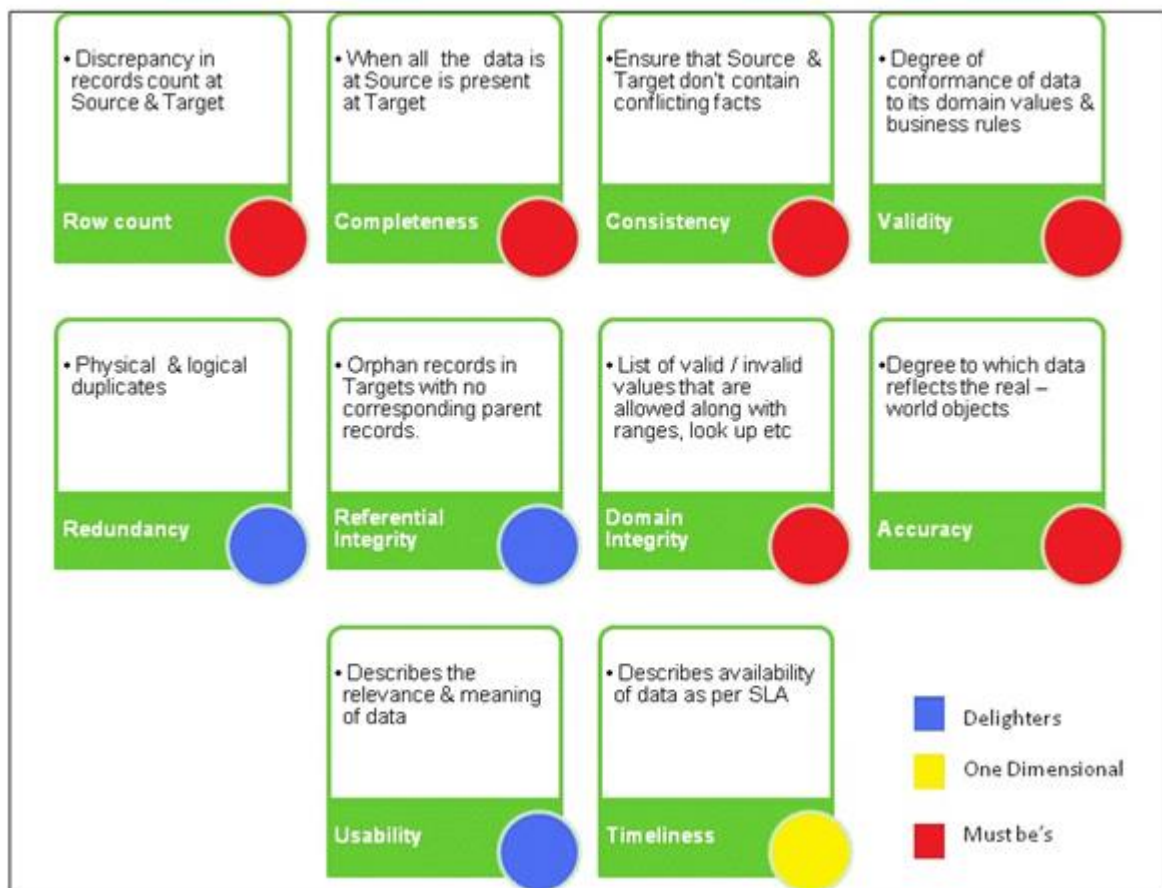 • Discrepancy in
records count at
Source & Target
Row count
• When all the data is
at Source is present
at Target
Completeness
•Ensure that Source &
Target don't contain
conflicting facts
Consistency
• Degree of
conformance of data
to its domain values &
business rules
Validity
• Physical & logical
duplicates
Redundancy
• Orphan records in
Targets with no
corresponding parent
records.
Referential
Integrity
• List of valid / invalid
values that are
allowed along with
ranges, look up etc
Domain
Integrity
•Degree to which data
reflects the real –
world objects
Accuracy
• Describes the
relevance & meaning
of data
Usability
• Describes availability
of data as per SLA
Timeliness
Delighters
One Dimensional
Must be's